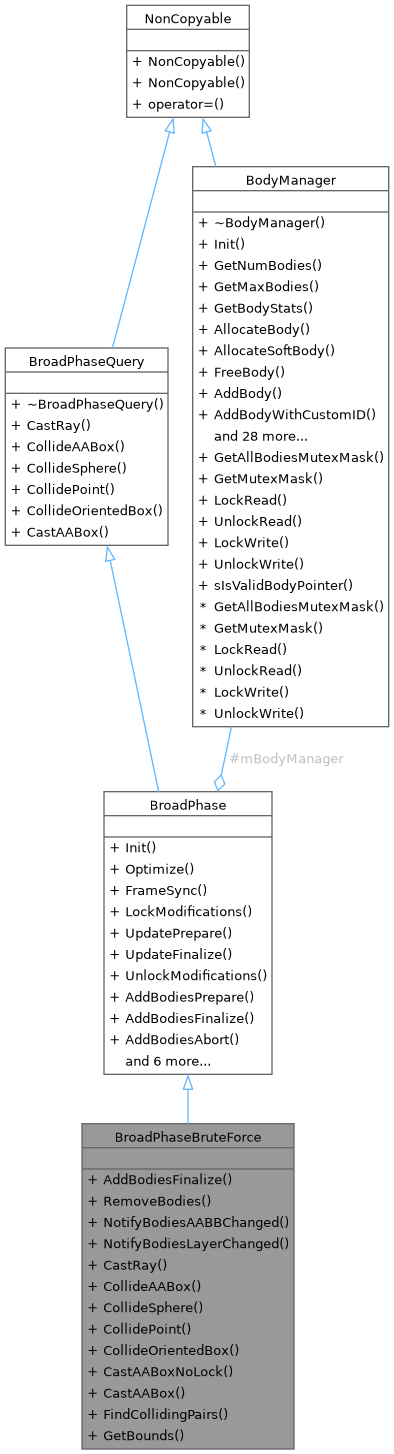 NonCopyable
+ NonCopyable()
+ NonCopyable()
+ operator=()
BodyManager
+ ~BodyManager()
+ Init()
+ GetNumBodies()
+ GetMaxBodies()
+ GetBodyStats()
+ AllocateBody()
+ AllocateSoftBody()
+ FreeBody()
+ AddBody()
+ AddBodyWithCustomID()
and 28 more...
+ GetAllBodiesMutexMask()
+ GetMutexMask()
+ LockRead()
+ UnlockRead()
+ LockWrite()
+ UnlockWrite()
+ sIsValidBodyPointer()
* GetAllBodiesMutexMask()
* GetMutexMask()
* LockRead()
* UnlockRead()
* LockWrite()
* UnlockWrite()
BroadPhaseQuery
+ ~BroadPhaseQuery()
+ CastRay()
+ CollideAABox()
+ CollideSphere()
+ CollidePoint()
+ CollideOrientedBox()
+ CastAABox()
#mBodyManager
BroadPhase
+ Init()
+ Optimize()
+ FrameSync()
+ LockModifications()
+ UpdatePrepare()
+ UpdateFinalize()
+ UnlockModifications()
+ AddBodiesPrepare()
+ AddBodiesFinalize()
+ AddBodiesAbort()
and 6 more...
BroadPhaseBruteForce
+ AddBodiesFinalize()
+ RemoveBodies()
+ NotifyBodiesAABBChanged()
+ NotifyBodiesLayerChanged()
+ CastRay()
+ CollideAABox()
+ CollideSphere()
+ CollidePoint()
+ CollideOrientedBox()
+ CastAABoxNoLock()
+ CastAABox()
+ FindCollidingPairs()
+ GetBounds()